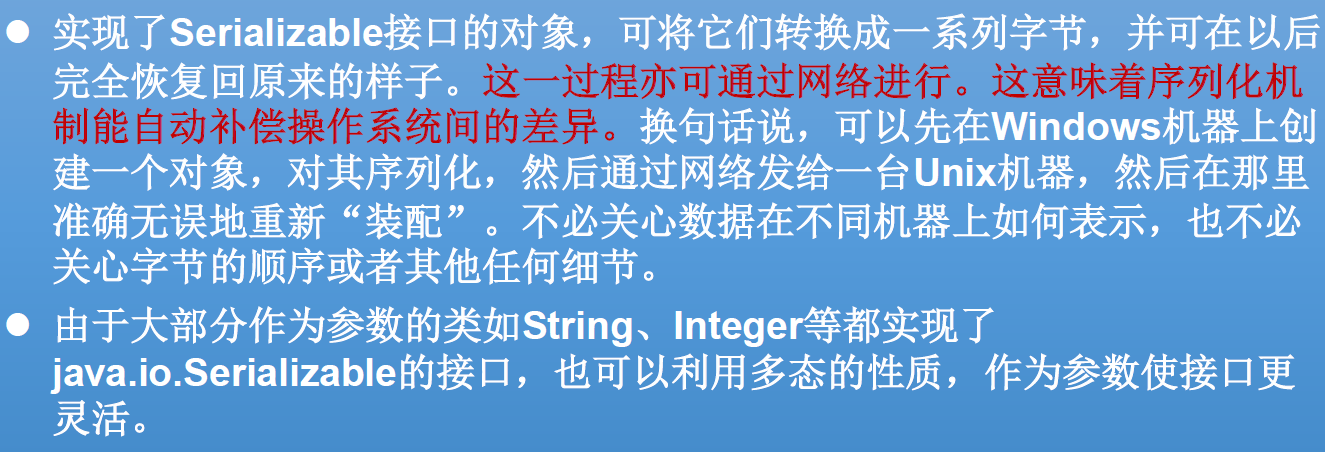 ● 实现了Serializable接口的对象，可将它们转换成一系列字节，并可在以后
完全恢复回原来的样子。这一过程亦可通过网络进行。这意味着序列化机
制能自动补偿操作系统间的差异。换句话说，可以先在Windows机器上创
建一个对象，对其序列化，然后通过网络发给一台Unix机器，然后在那里
准确无误地重新“装配”。不必关心数据在不同机器上如何表示，也不必
关心字节的顺序或者其他任何细节。
● 由于大部分作为参数的类如String、Integer等都实现了
java.io.Serializable的接口，也可以利用多态的性质，作为参数使接口更
灵活。